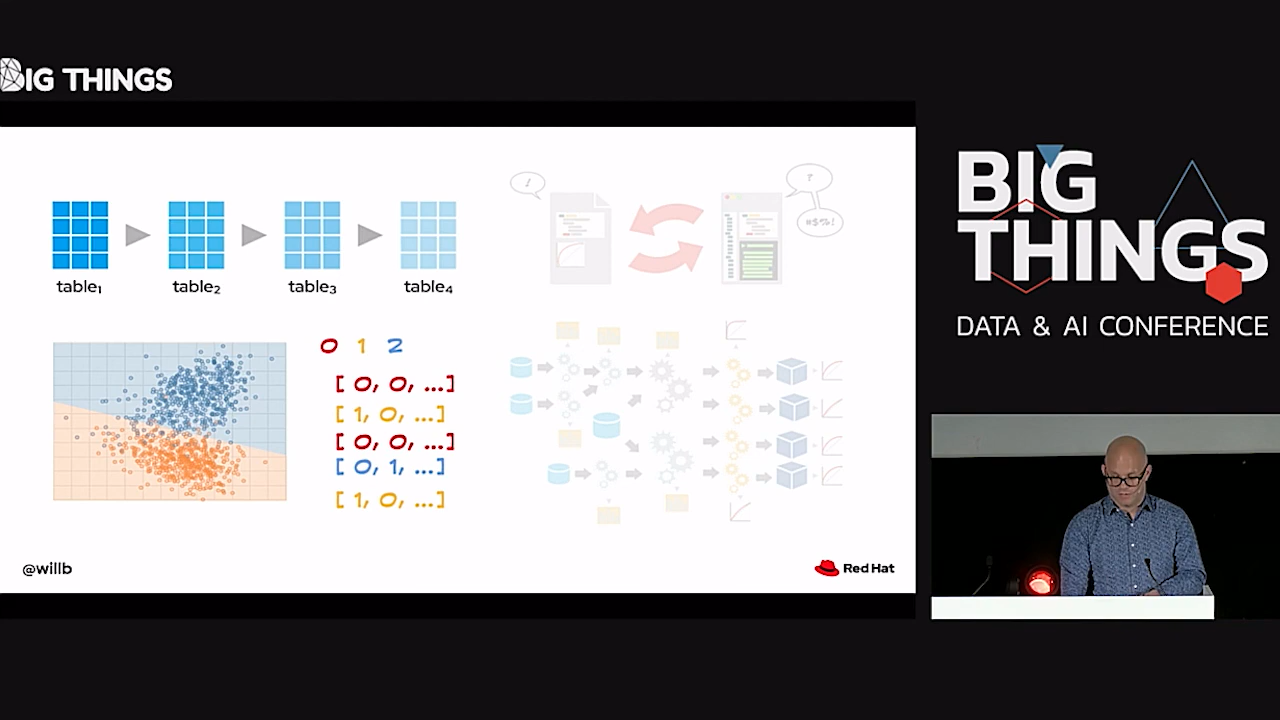 BIG THINGS
table₁
table₂
table₃
table₄
!
?
#$%!
0 1 2
[ 0, 0, ...]
[ 1, 0, ...]
[ 0, 0, ...]
[ 0, 1, ...]
[ 1, 0, ...]
@willb
Red Hat
BIG
THINGS
DATA & AI CONFERENCE